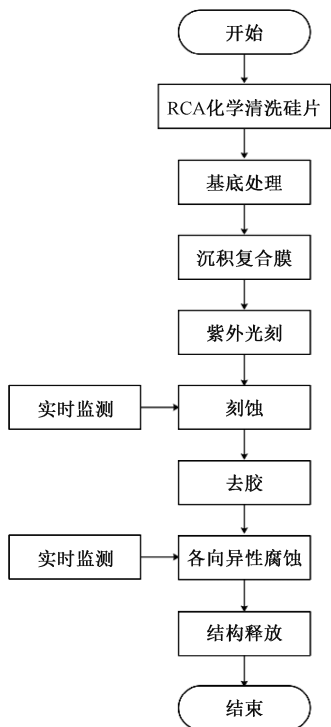 开始
RCA化学清洗硅片
基底处理
沉积复合膜
紫外光刻
实时监测
刻蚀
去胶
实时监测
各向异性腐蚀
结构释放
结束